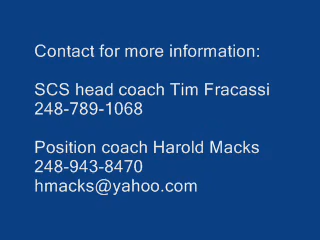 Contact for more information:
SCS head coach Tim Fracassi
248-789-1068
Position coach Harold Macks
248-943-8470
hmacks@yahoo.com